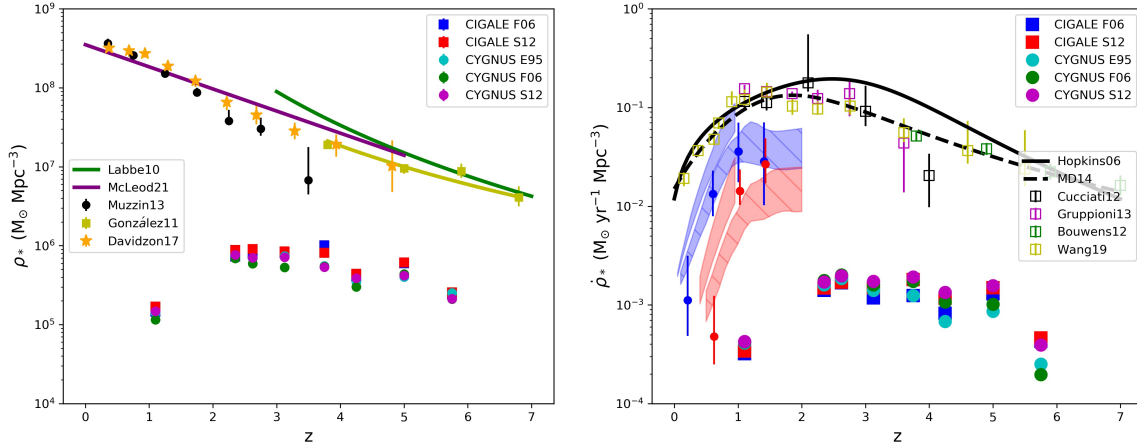 CIGALE F06
CIGALE S12
CYGNUS E95
CYGNUS F06
CYGNUS S12
Labbe10
McLeod21
Muzzin13
González11
Davidzon17
10⁹
10⁸
10⁷
10⁶
10⁵
10⁴
ρ* (M⊙ Mpc⁻³)
0 1 2 3 4 5 6 7
z
CIGALE F06
CIGALE S12
CYGNUS E95
CYGNUS F06
CYGNUS S12
Hopkins06
MD14
Cucciati12
Gruppioni13
Bouwens12
Wang19
10⁰
10⁻¹
10⁻²
10⁻³
10⁻⁴
ρ̇* (M⊙ yr⁻¹ Mpc⁻³)
0 1 2 3 4 5 6 7
z